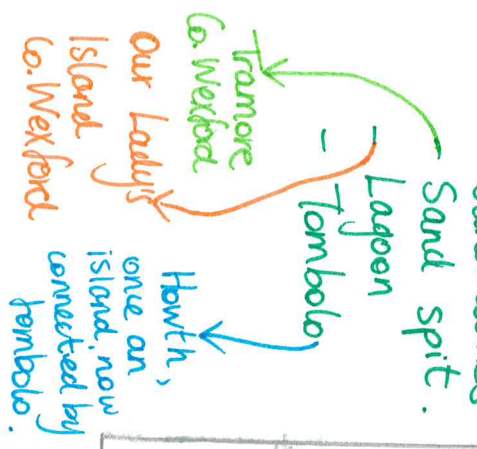 Sand spit.
- Lagoon
- Tombolo
Tramore
Co. Wexford
Our Lady's
Island
Co. Wexford
Howth,
one an
island, now
connected by
tombolo.